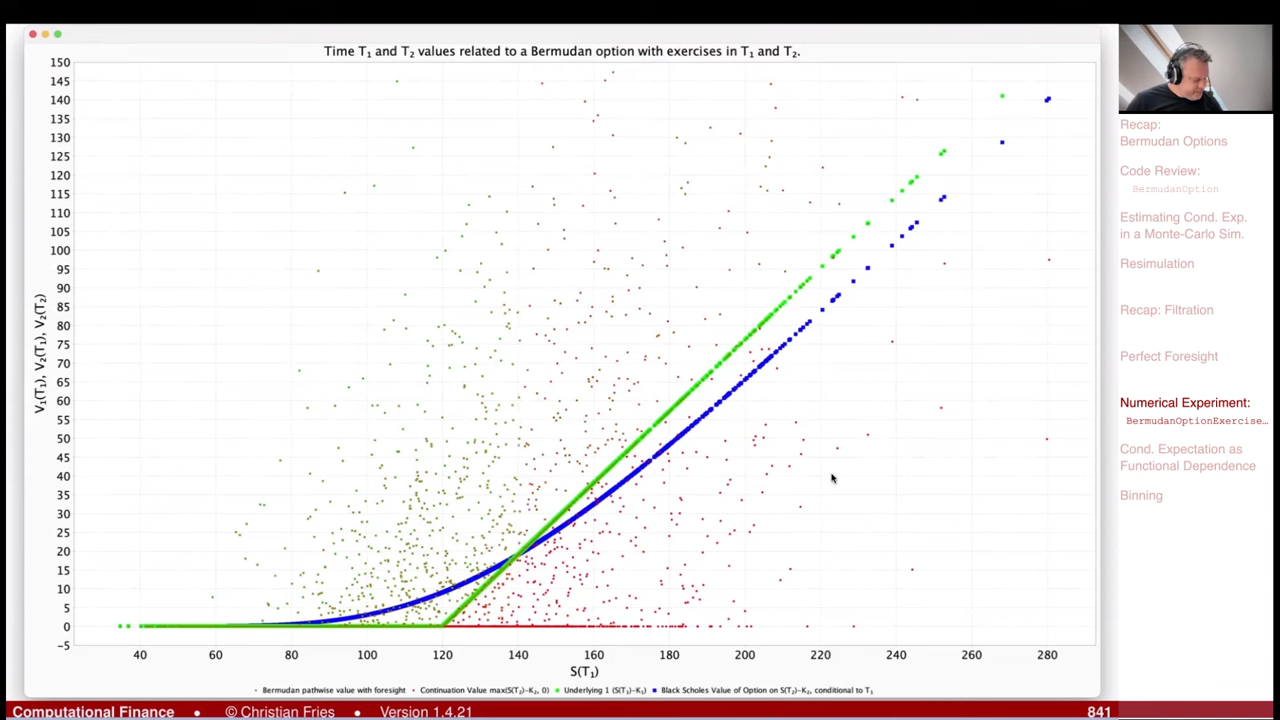 Time T₁ and T₂ values related to a Bermudan option with exercises in T₁ and T₂.
V₁(T₁), V₂(T₁), V₂(T₂)
150
145
140
135
130
125
120
115
110
105
100
95
90
85
80
75
70
65
60
55
50
45
40
35
30
25
20
15
10
5
0
-5
40 60 80 100 120 140 160 180 200 220 240 260 280
S(T₁)
Bermudan pathwise value with foresight Continuation Value max(S(T₂)-K₂, 0) Underlying 1 (S(T₁)-K₁) Black Scholes Value of Option on S(T₂)-K₂, conditional to T₁
Recap:
Bermudan Options
Code Review:
BermudanOption
Estimating Cond. Exp.
in a Monte-Carlo Sim.
Resimulation
Recap: Filtration
Perfect Foresight
Numerical Experiment:
BermudanOptionExercise…
Cond. Expectation as
Functional Dependence
Binning
Computational Finance • © Christian Fries • Version 1.4.21 841